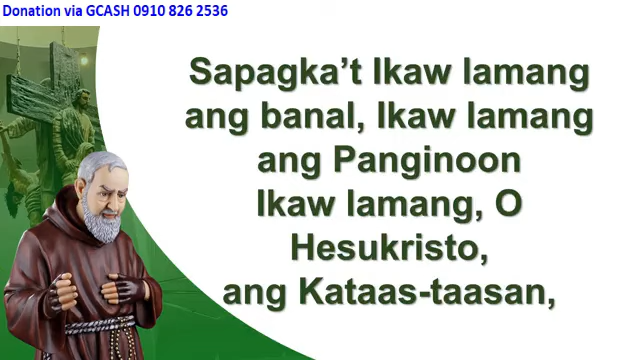 Donation via GCASH 0910 826 2536
Sapagka’t Ikaw lamang
ang banal, Ikaw lamang
ang Panginoon
Ikaw lamang, O
Hesukristo,
ang Kataas-taasan,